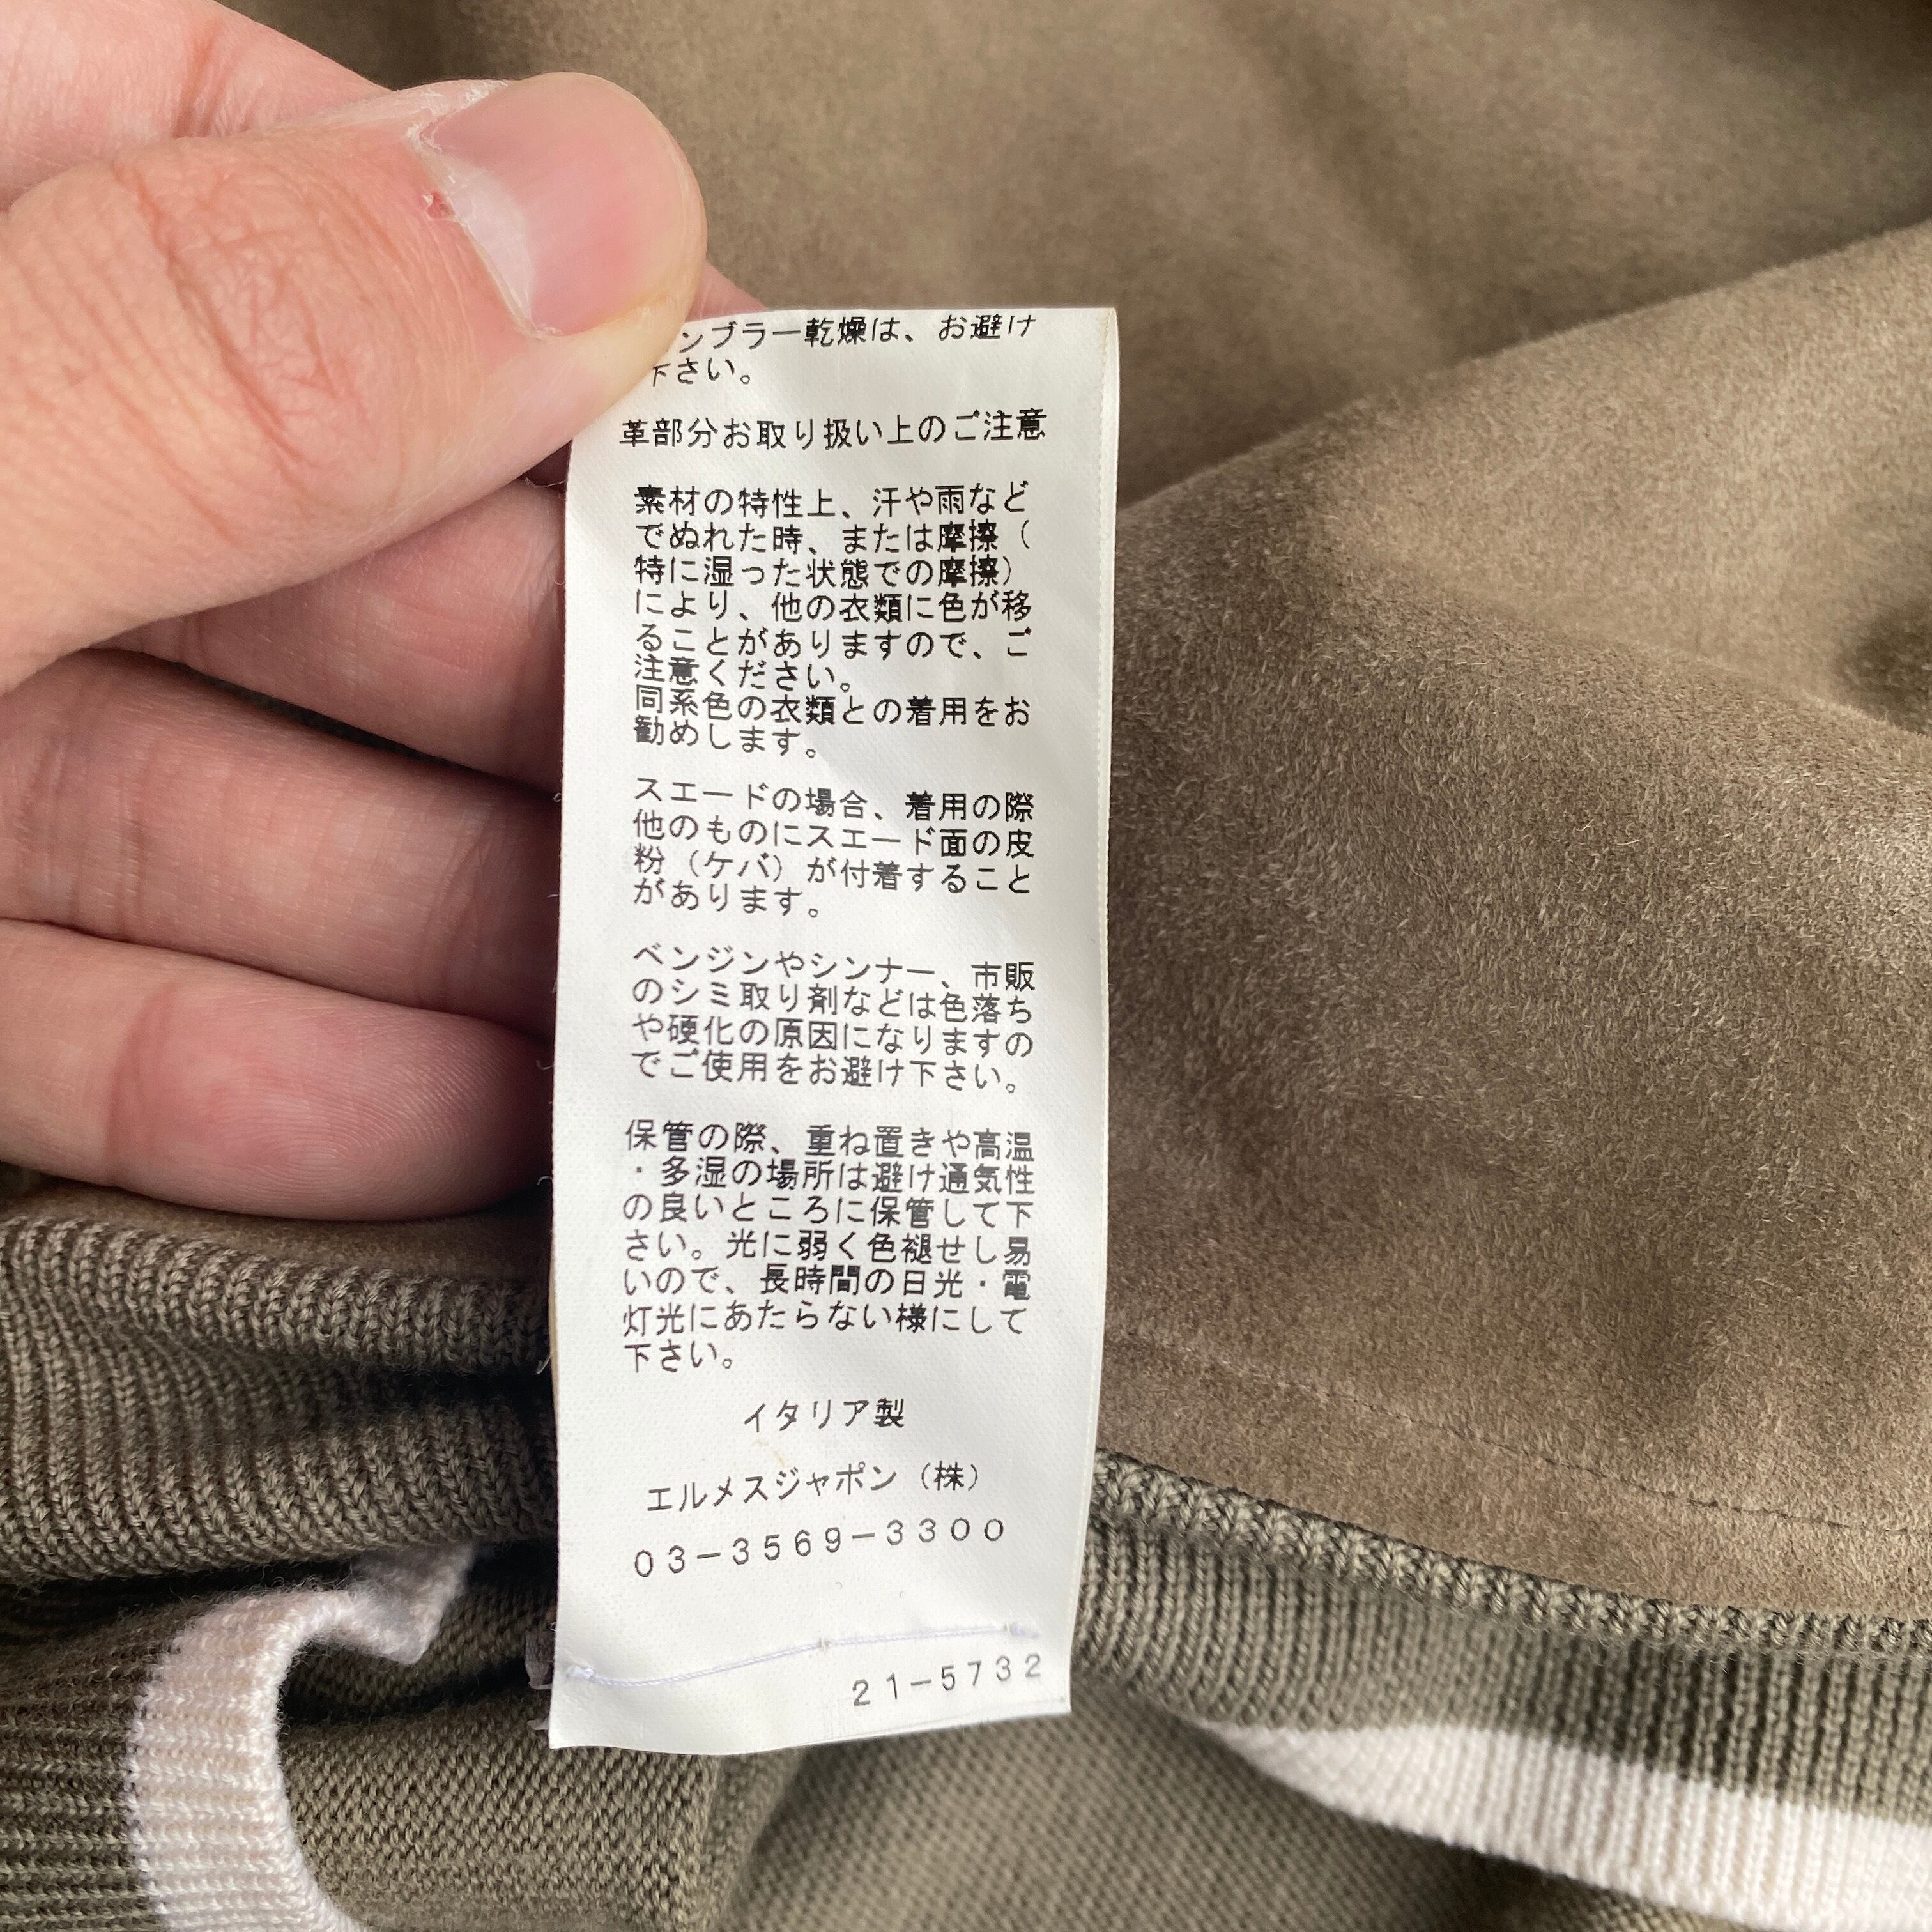 ンブラー乾燥は、お避け
下さい。
革部分お取り扱い上のご注意
素材の特性上、汗や雨など
でぬれた時、または摩擦（
特に湿った状態での摩擦）
により、他の衣類に色が移
ることがありますので、ご
注意ください。
同系色の衣類との着用をお
勧めします。
スエードの場合、着用の際
他のものにスエード面の皮
粉（ケバ）が付着すること
があります。
ベンジンやシンナー、市販
のシミ取り剤などは色落ち
や硬化の原因になりますの
でご使用をお避け下さい。
保管の際、重ね置きや高温
・多湿の場所は避け通気性
の良いところに保管して下
さい。光に弱く色褪せし易
いので、長時間の日光・電
灯光にあたらない様にして
下さい。
イタリア製
エルメスジャポン（株）
03-3569-3300
21-5732